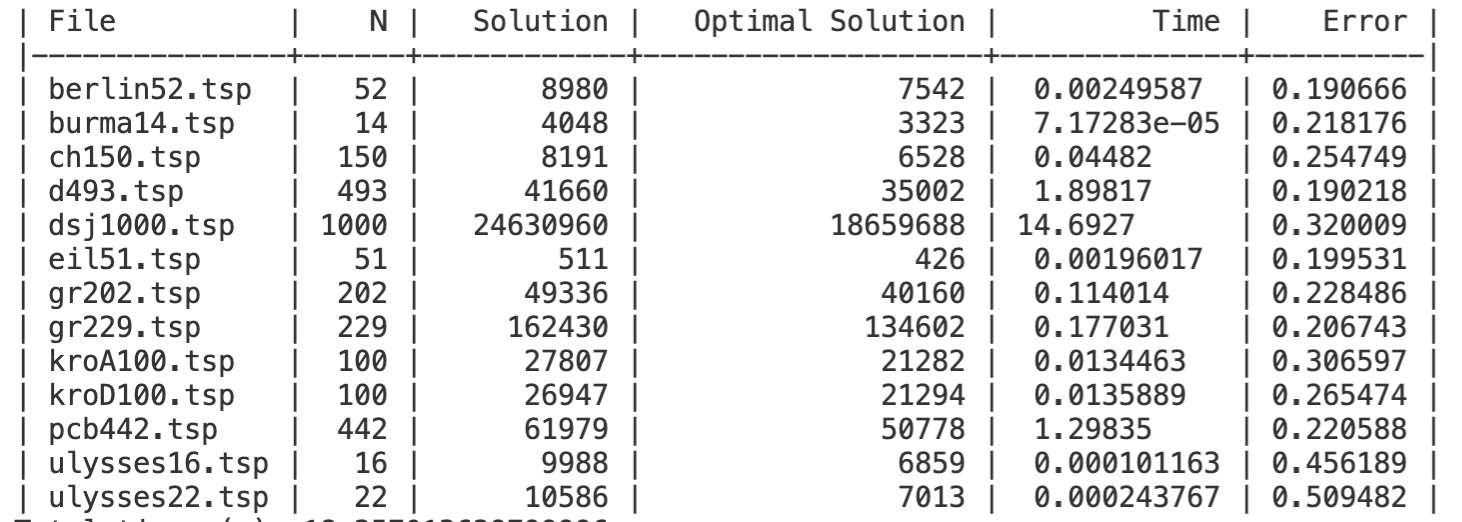 | File | N | Solution | Optimal Solution | Time | Error |
|----------------+------+------------+--------------------+--------------+----------|
| berlin52.tsp | 52 | 8980 | 7542 | 0.00249587 | 0.190666 |
| burma14.tsp | 14 | 4048 | 3323 | 7.17283e-05 | 0.218176 |
| ch150.tsp | 150 | 8191 | 6528 | 0.04482 | 0.254749 |
| d493.tsp | 493 | 41660 | 35002 | 1.89817 | 0.190218 |
| dsj1000.tsp | 1000 | 24630960 | 18659688 | 14.6927 | 0.320009 |
| eil51.tsp | 51 | 511 | 426 | 0.00196017 | 0.199531 |
| gr202.tsp | 202 | 49336 | 40160 | 0.114014 | 0.228486 |
| gr229.tsp | 229 | 162430 | 134602 | 0.177031 | 0.206743 |
| kroA100.tsp | 100 | 27807 | 21282 | 0.0134463 | 0.306597 |
| kroD100.tsp | 100 | 26947 | 21294 | 0.0135889 | 0.265474 |
| pcb442.tsp | 442 | 61979 | 50778 | 1.29835 | 0.220588 |
| ulysses16.tsp | 16 | 9988 | 6859 | 0.000101163 | 0.456189 |
| ulysses22.tsp | 22 | 10586 | 7013 | 0.000243767 | 0.509482 |